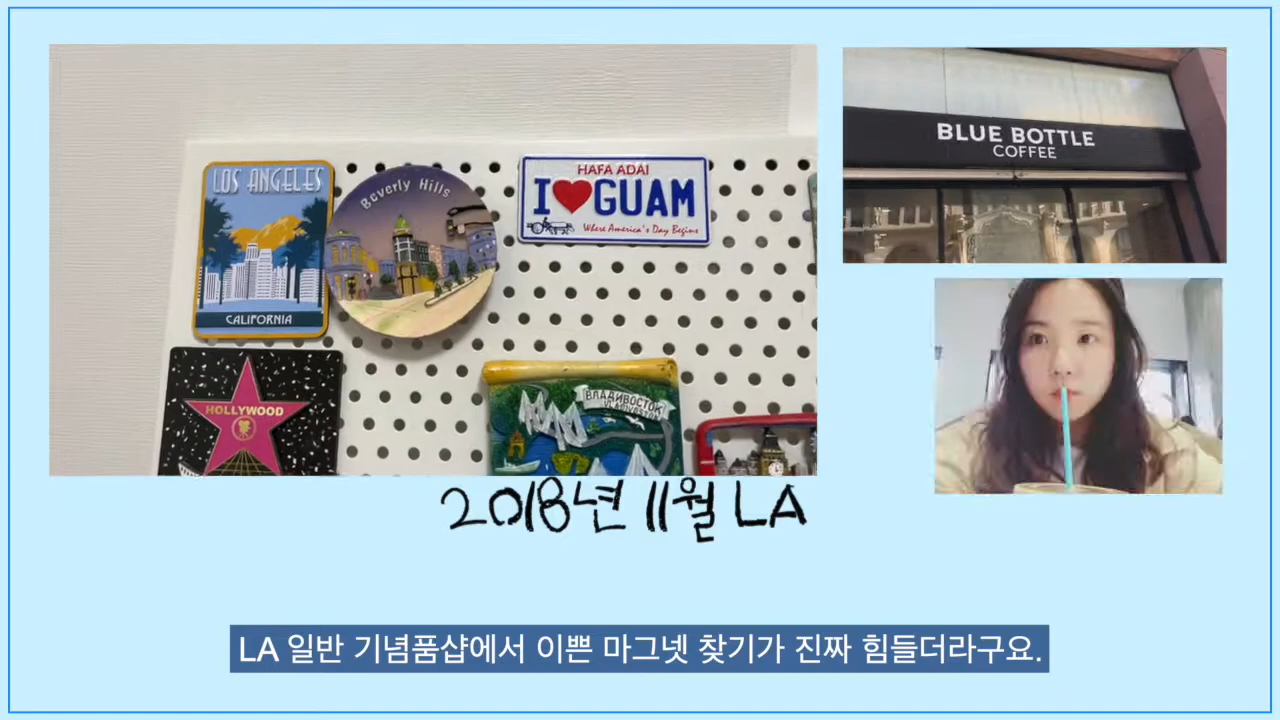 LOS ANGELES
CALIFORNIA
Beverly Hills
HAFA ADAI
I❤GUAM
Where America's Day Begins
HOLLYWOOD
ВЛАДИВОСТОК
VLADIVOSTOK
BLUE BOTTLE
COFFEE
2018년 11월 LA
LA 일반 기념품샵에서 이쁜 마그넷 찾기가 진짜 힘들더라구요.